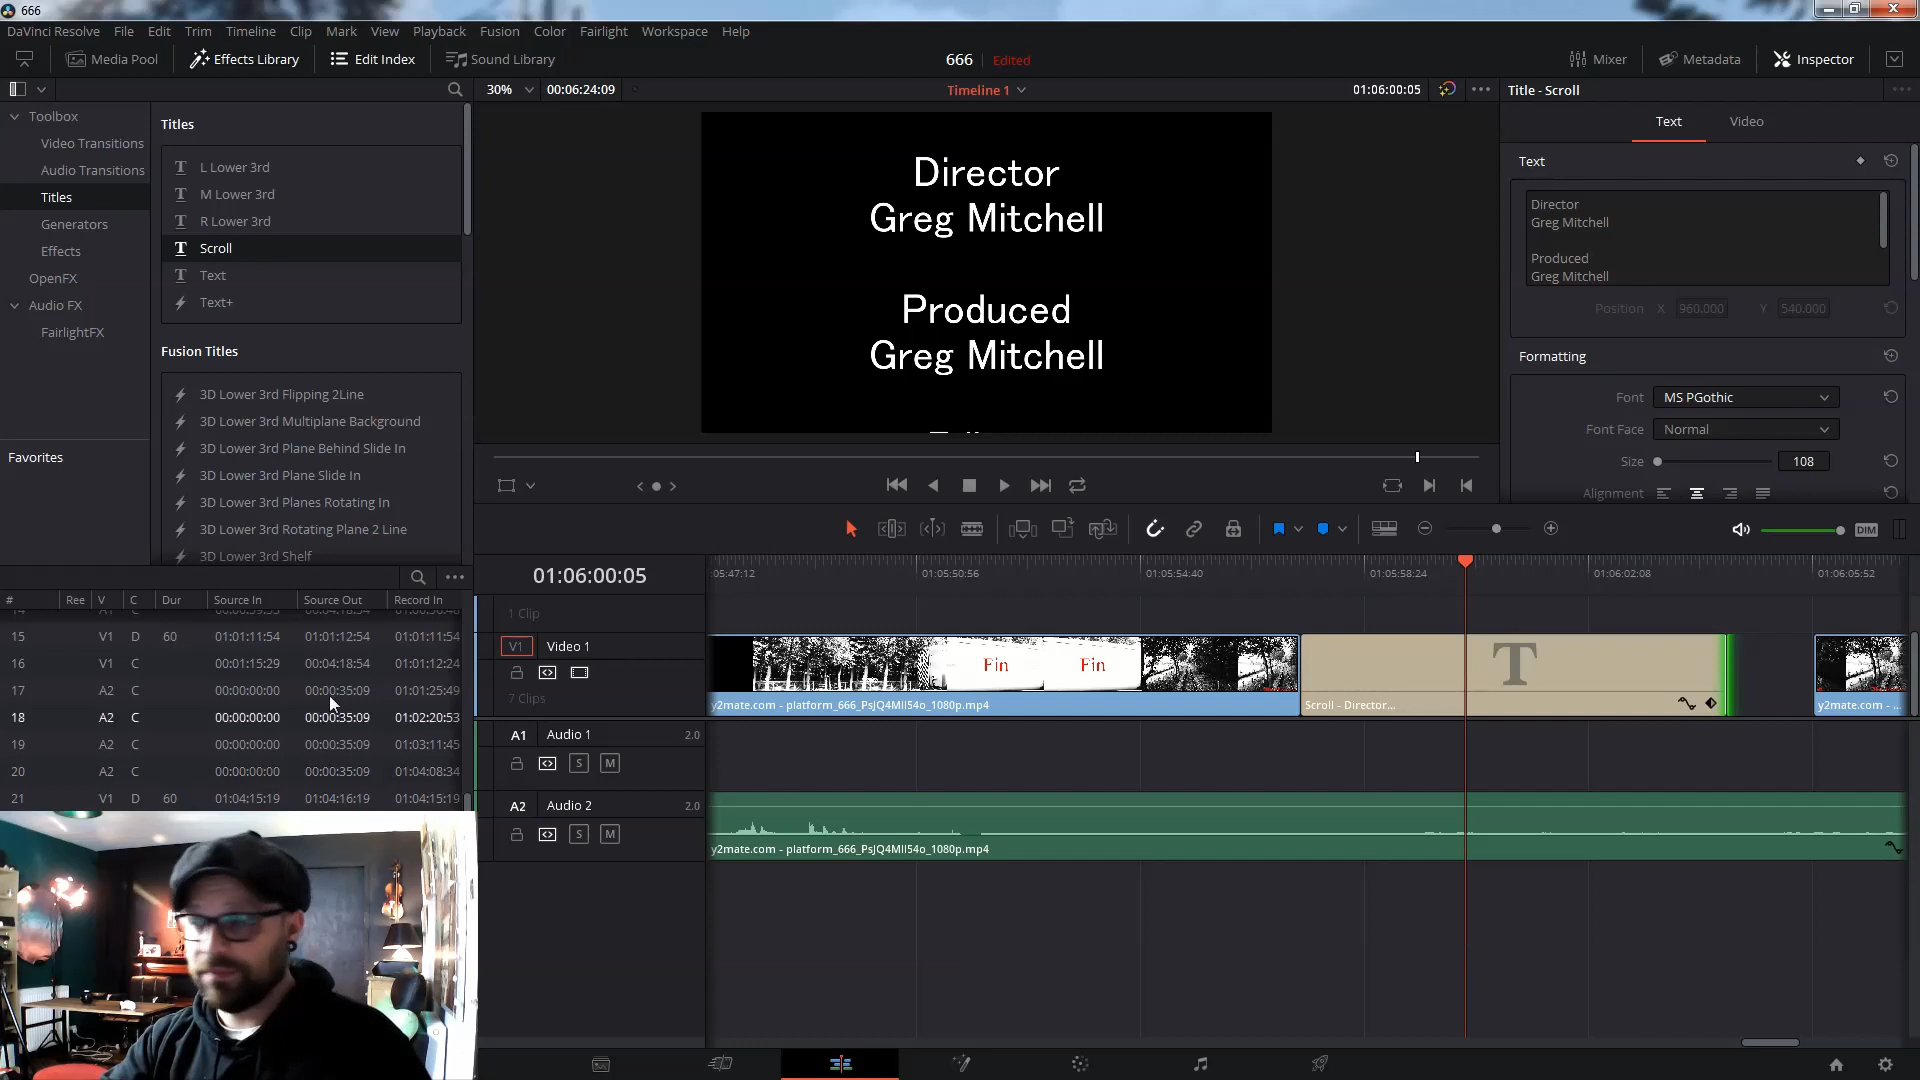 666
DaVinci Resolve File Edit Trim Timeline Clip Mark View Playback Fusion Color Fairlight Workspace Help
Media Pool Effects Library Edit Index Sound Library 666 Edited Mixer Metadata Inspector
30% 00:06:24:09 Timeline 1 01:06:00:05 Title - Scroll
Toolbox
Video Transitions
Audio Transitions
Titles
Generators
Effects
OpenFX
Audio FX
FairlightFX
Favorites
Titles
L Lower 3rd
M Lower 3rd
R Lower 3rd
Scroll
Text
Text+
Fusion Titles
3D Lower 3rd Flipping 2Line
3D Lower 3rd Multiplane Background
3D Lower 3rd Plane Behind Slide In
3D Lower 3rd Plane Slide In
3D Lower 3rd Planes Rotating In
3D Lower 3rd Rotating Plane 2 Line
3D Lower 3rd Shelf
Director
Greg Mitchell
Produced
Greg Mitchell
Text Video
Text
Director
Greg Mitchell
Produced
Greg Mitchell
Position X 960.000 Y 540.000
Formatting
Font MS PGothic
Font Face Normal
Size 108
Alignment
DIM
# Ree V C Dur Source In Source Out Record In
15 V1 D 60 01:01:11:54 01:01:12:54 01:01:11:54
16 V1 C 00:01:15:29 00:04:18:54 01:01:12:24
17 A2 C 00:00:00:00 00:00:35:09 01:01:25:49
18 A2 C 00:00:00:00 00:00:35:09 01:02:20:53
19 A2 C 00:00:00:00 00:00:35:09 01:03:11:45
20 A2 C 00:00:00:00 00:00:35:09 01:04:08:34
21 V1 D 60 01:04:15:19 01:04:16:19 01:04:15:19
01:06:00:05 :05:47:12 01:05:50:56 01:05:54:40 01:05:58:24 01:06:02:08 01:06:05:52
1 Clip
V1 Video 1
7 Clips
Fin Fin
T
y2mate.com - platform_666_PsJQ4MIl54o_1080p.mp4 Scroll - Director... y2mate.com - ...
A1 Audio 1 2.0
S M
A2 Audio 2 2.0
S M
y2mate.com - platform_666_PsJQ4MIl54o_1080p.mp4